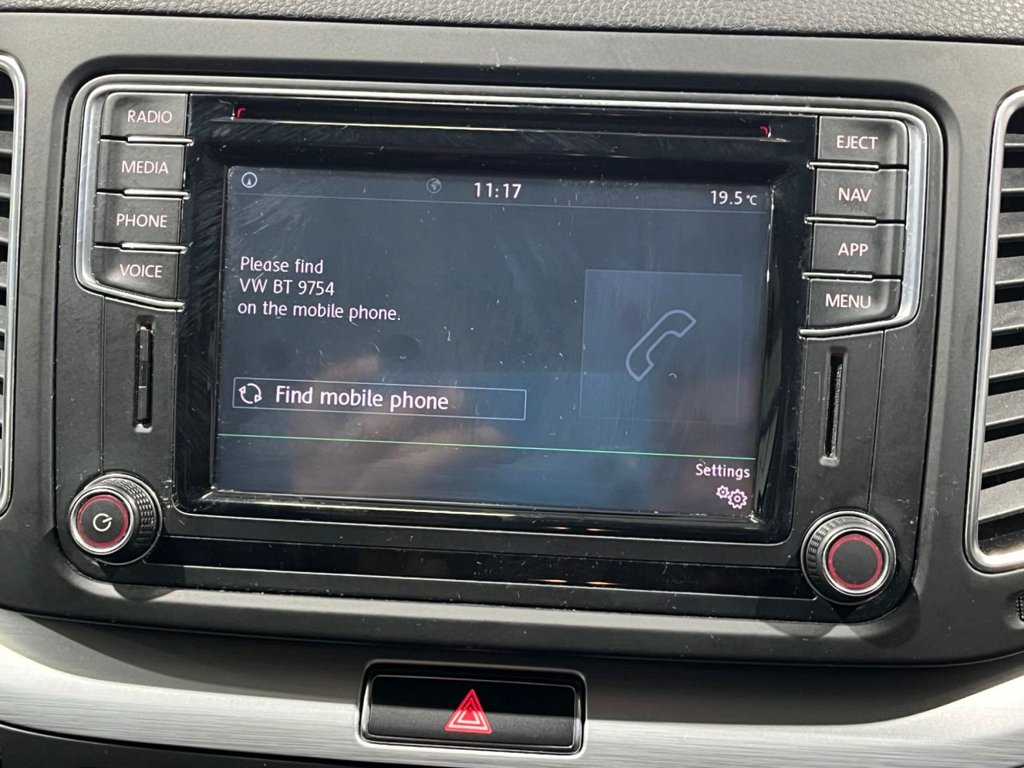 RADIO
MEDIA
PHONE
VOICE
11:17
19.5°C
Please find
VW BT 9754
on the mobile phone.
Find mobile phone
Settings
EJECT
NAV
APP
MENU